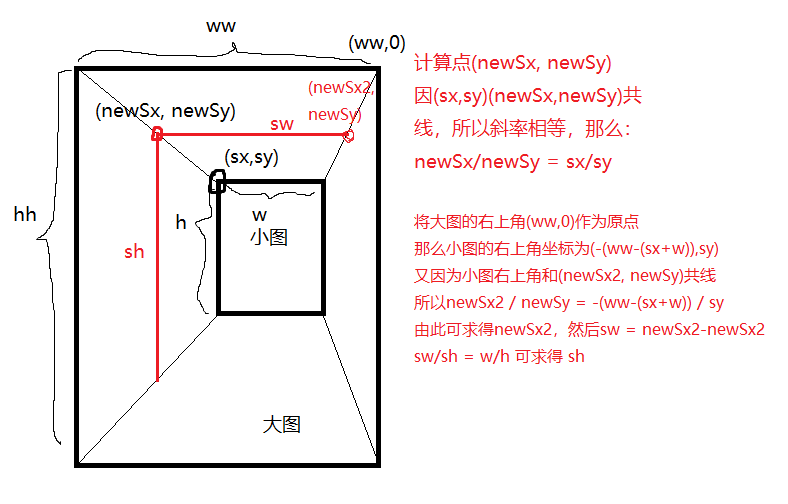 ww
(ww,0)
(newSx, newSy)
(newSx2,
newSy)
sw
(sx,sy)
hh
h
w
小图
sh
大图
计算点(newSx, newSy)
因(sx,sy)(newSx,newSy)共
线，所以斜率相等，那么：
newSx/newSy = sx/sy
将大图的右上角(ww,0)作为原点
那么小图的右上角坐标为(-(ww-(sx+w)),sy)
又因为小图右上角和(newSx2, newSy)共线
所以newSx2 / newSy = -(ww-(sx+w)) / sy
由此可求得newSx2，然后sw = newSx2-newSx2
sw/sh = w/h 可求得 sh